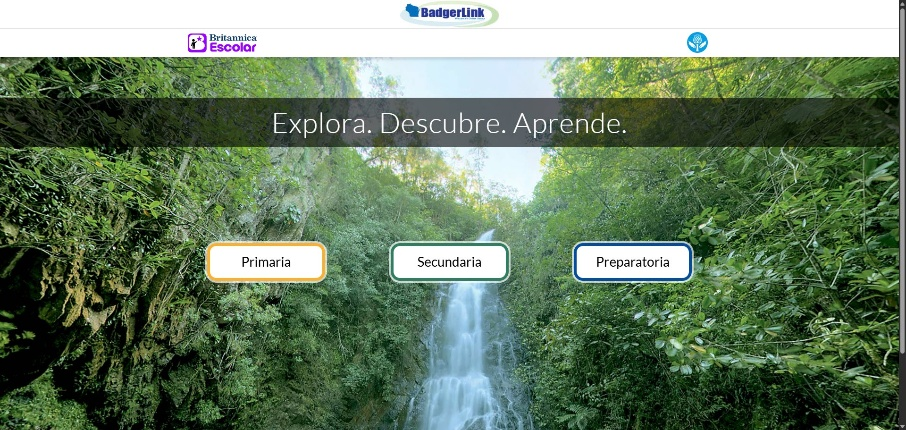 BadgerLink
Britannica
Escolar
Explora. Descubre. Aprende.
Primaria
Secundaria
Preparatoria